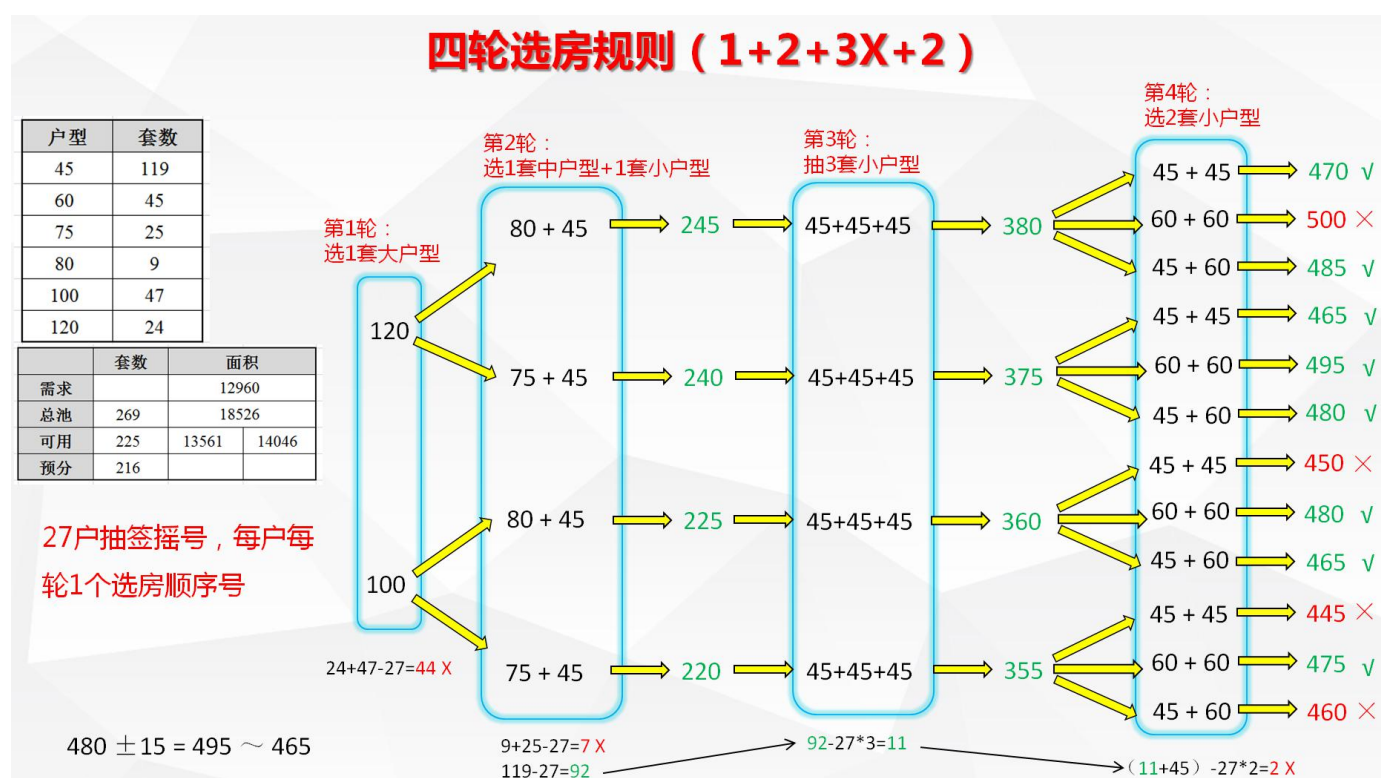 四轮选房规则（1+2+3X+2）
户型 套数
45 119
60 45
75 25
80 9
100 47
120 24
套数 面积
需求 12960
总池 269 18526
可用 225 13561 14046
预分 216
27户抽签摇号，每户每
轮1个选房顺序号
480 ±15 = 495 ～ 465
第1轮：
选1套大户型
120
100
24+47-27=44 X
第2轮：
选1套中户型+1套小户型
80 + 45
75 + 45
80 + 45
75 + 45
9+25-27=7 X
119-27=92
245
240
225
220
第3轮：
抽3套小户型
45+45+45
45+45+45
45+45+45
45+45+45
92-27*3=11
380
375
360
355
第4轮：
选2套小户型
45 + 45 470 √
60 + 60 500 ×
45 + 60 485 √
45 + 45 465 √
60 + 60 495 √
45 + 60 480 √
45 + 45 450 ×
60 + 60 480 √
45 + 60 465 √
45 + 45 445 ×
60 + 60 475 √
45 + 60 460 ×
（11+45）-27*2=2 X